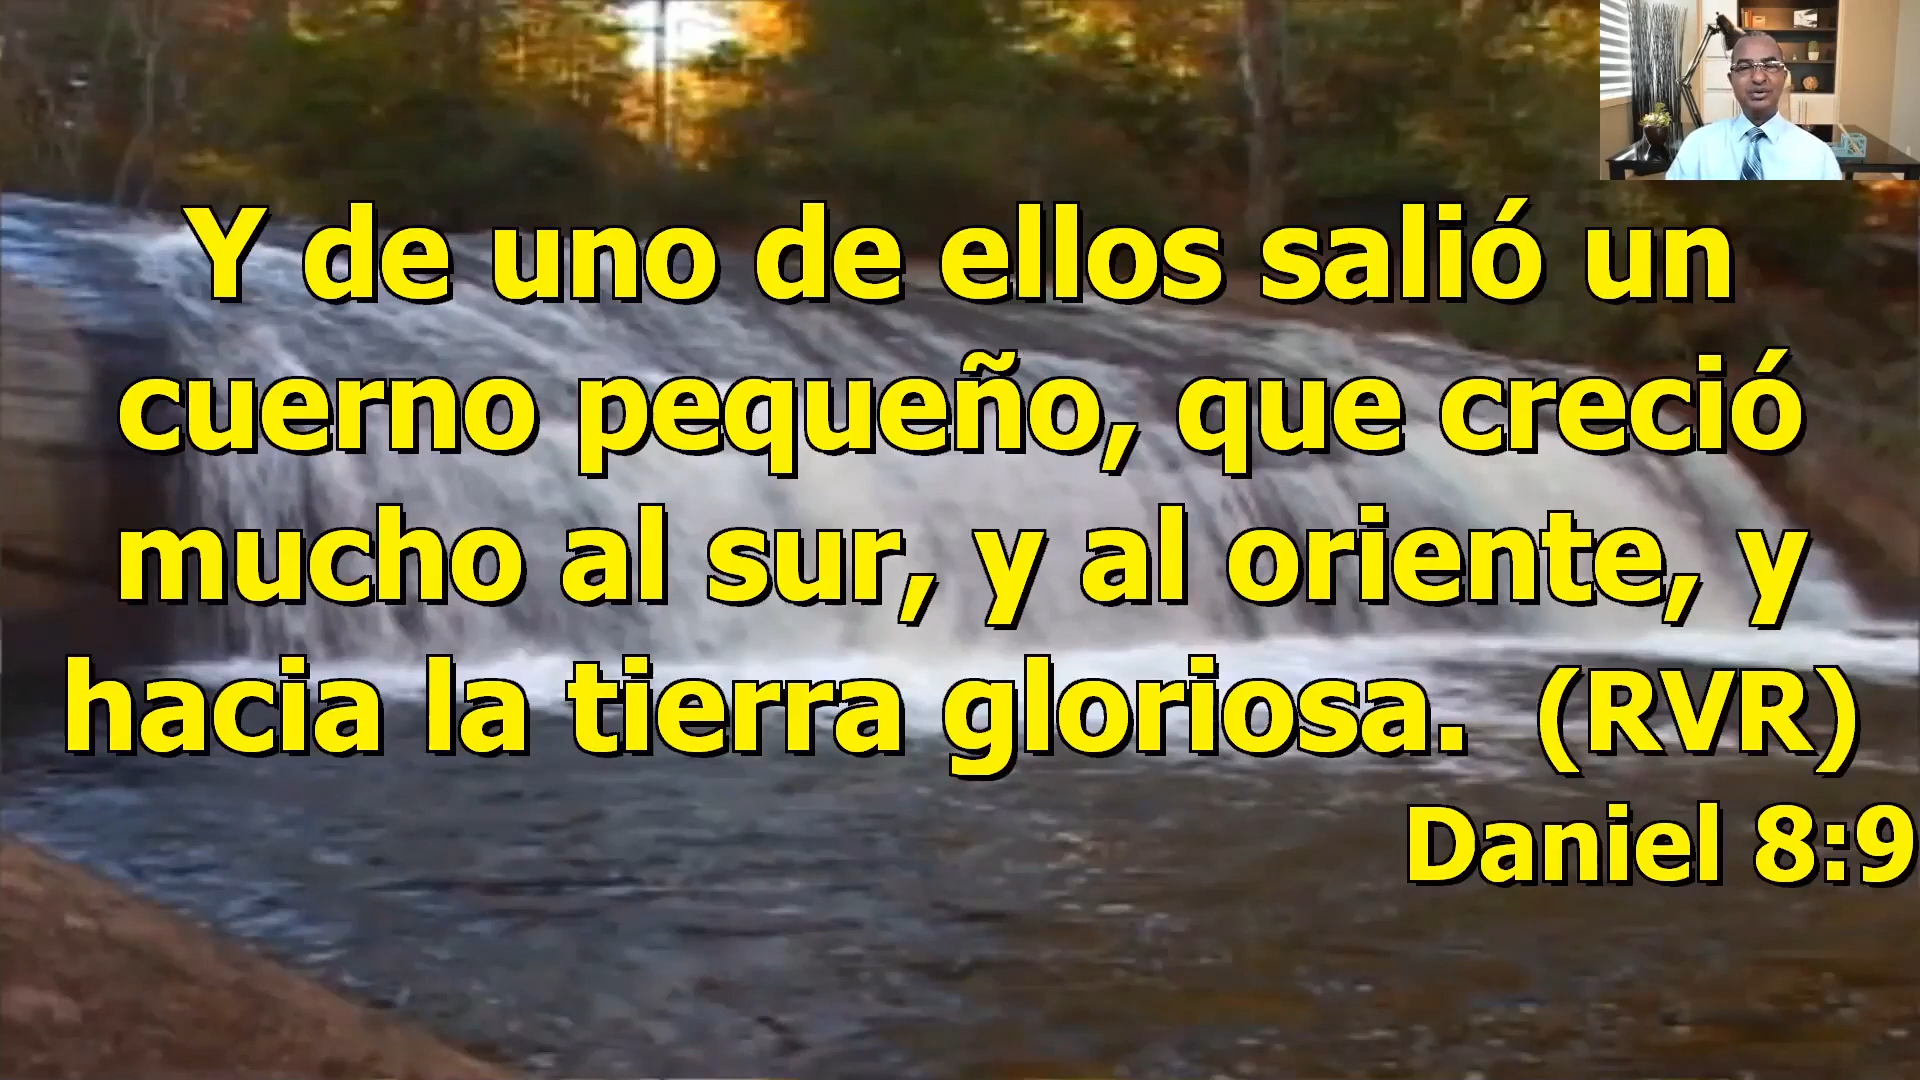 Y de uno de ellos salió un
cuerno pequeño, que creció
mucho al sur, y al oriente, y
hacia la tierra gloriosa. (RVR)
Daniel 8:9